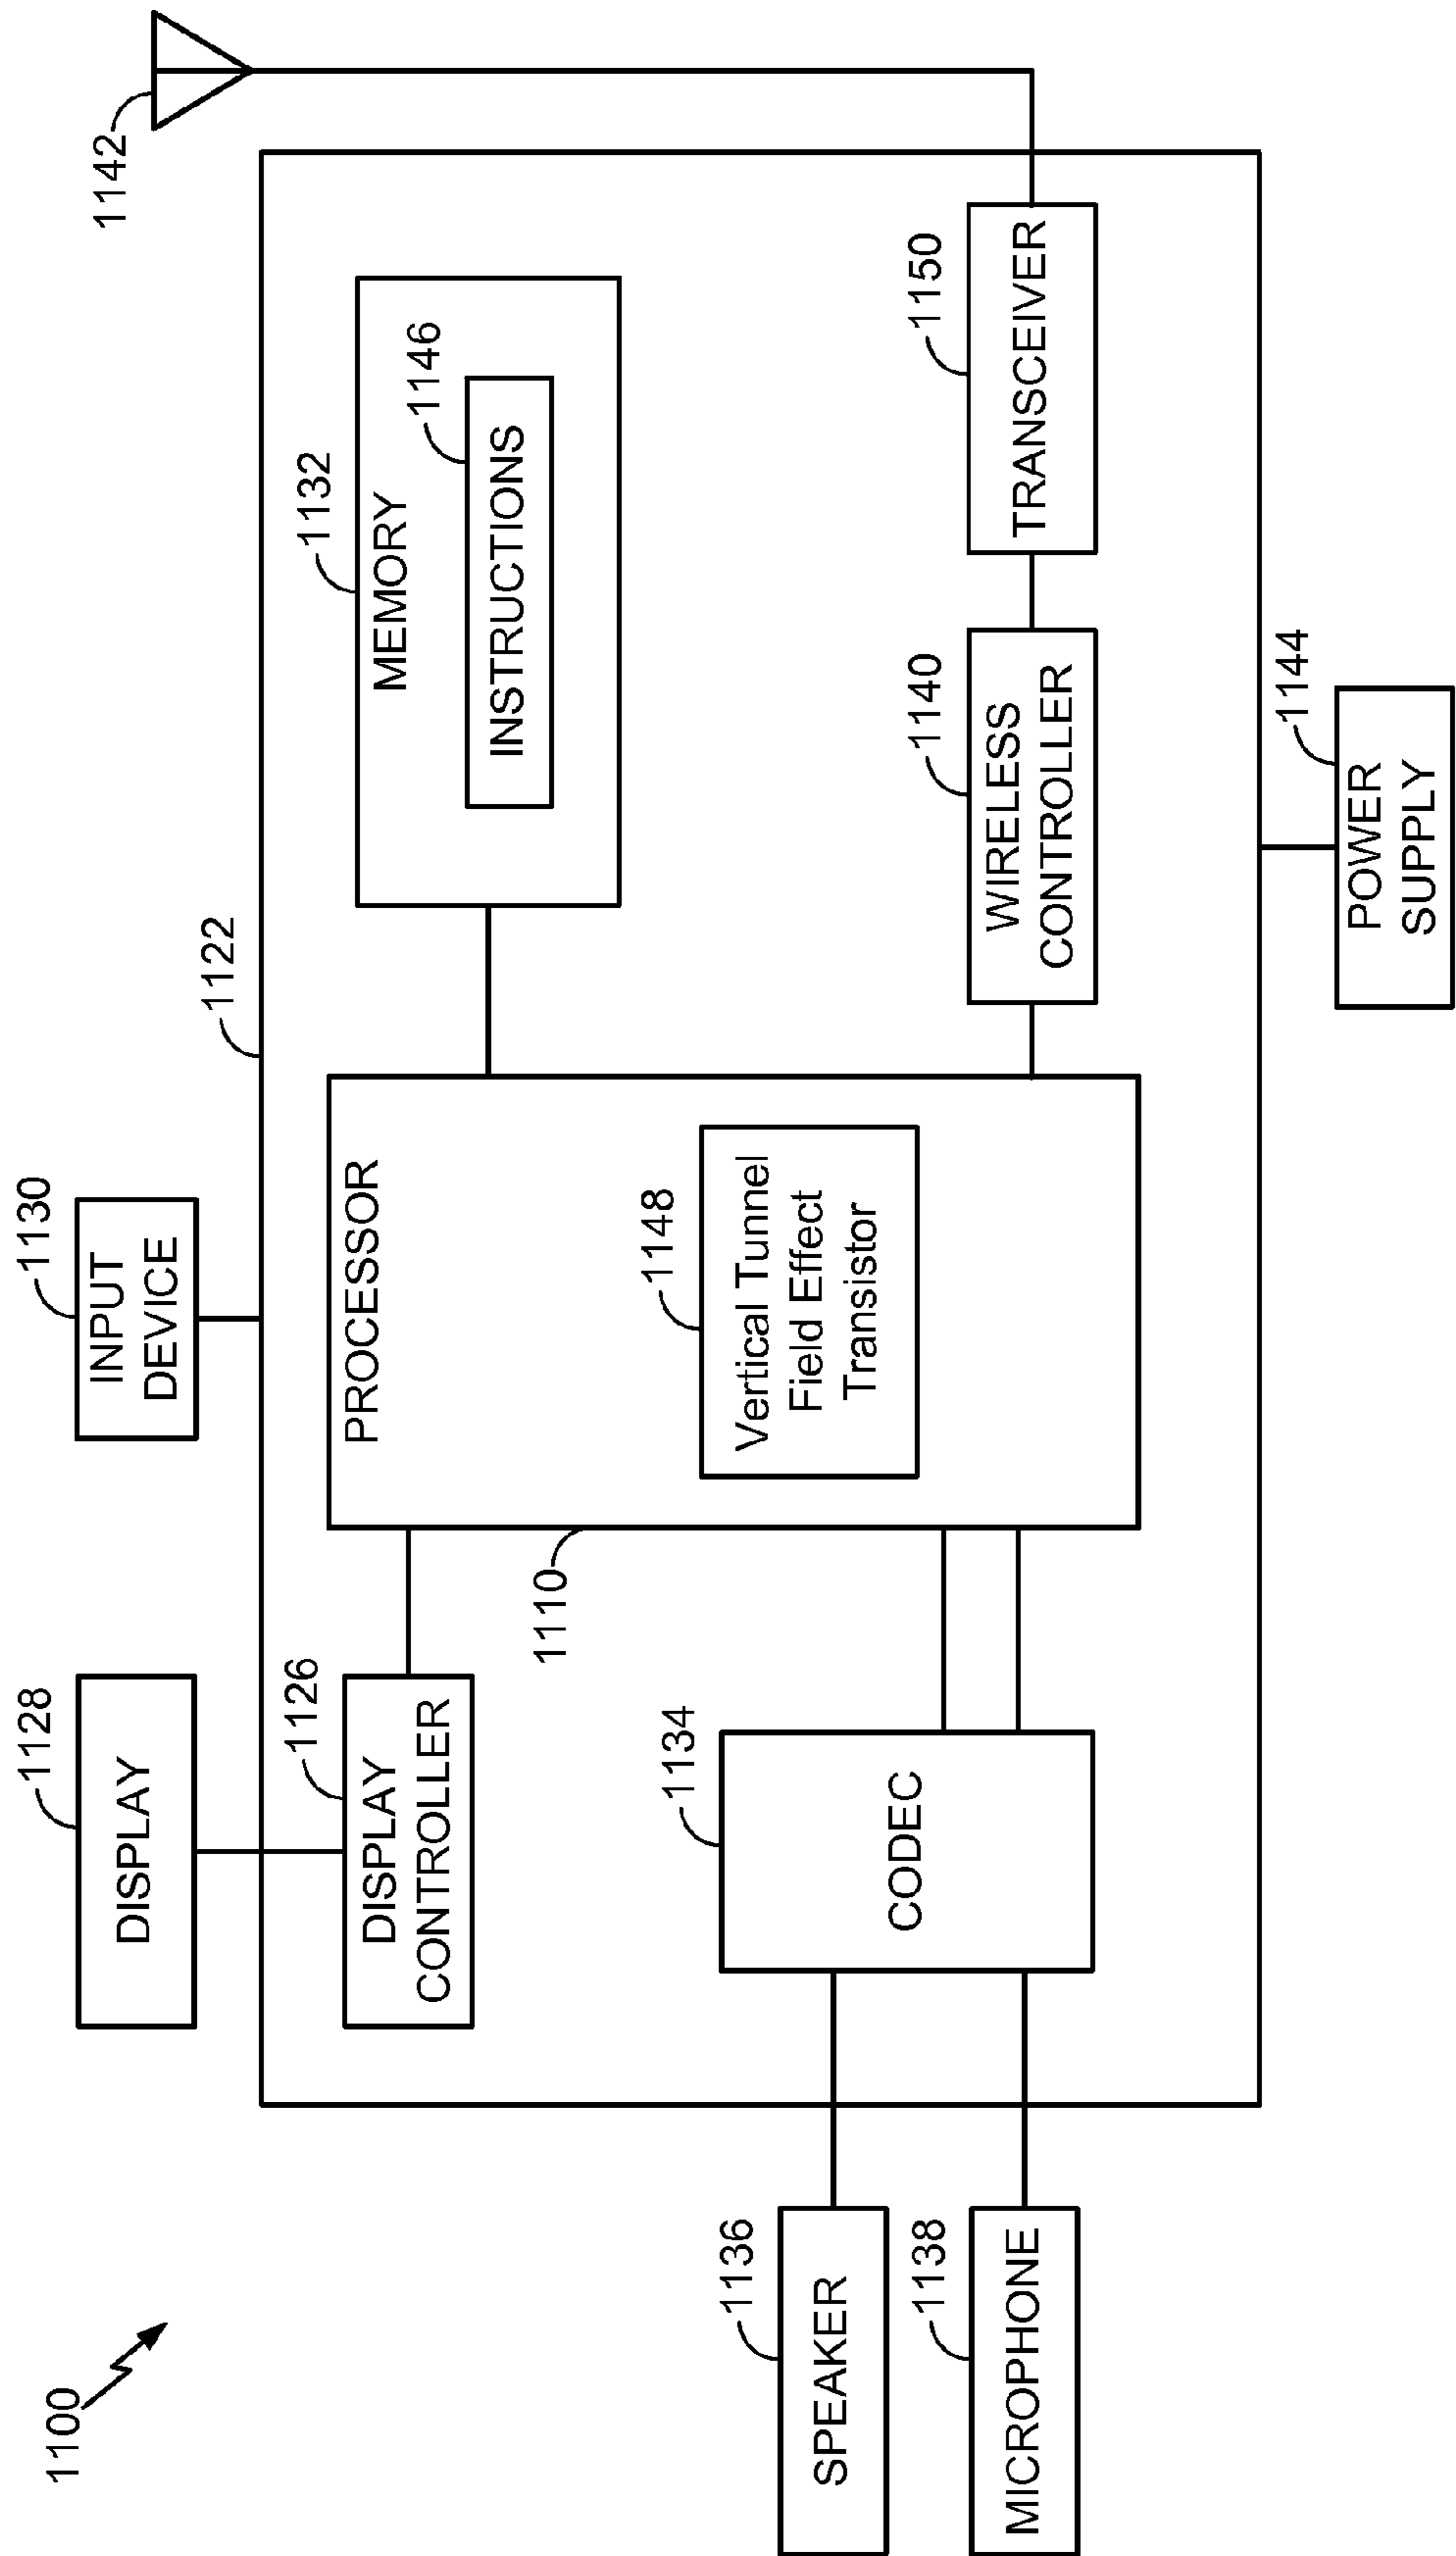 1100
1128
DISPLAY
1130
INPUT
DEVICE
1142
1122
1126
DISPLAY
CONTROLLER
PROCESSOR
1110
1148
Vertical Tunnel
Field Effect
Transistor
1132
MEMORY
1146
INSTRUCTIONS
1136
SPEAKER
1138
MICROPHONE
1134
CODEC
1140
WIRELESS
CONTROLLER
1150
TRANSCEIVER
1144
POWER
SUPPLY